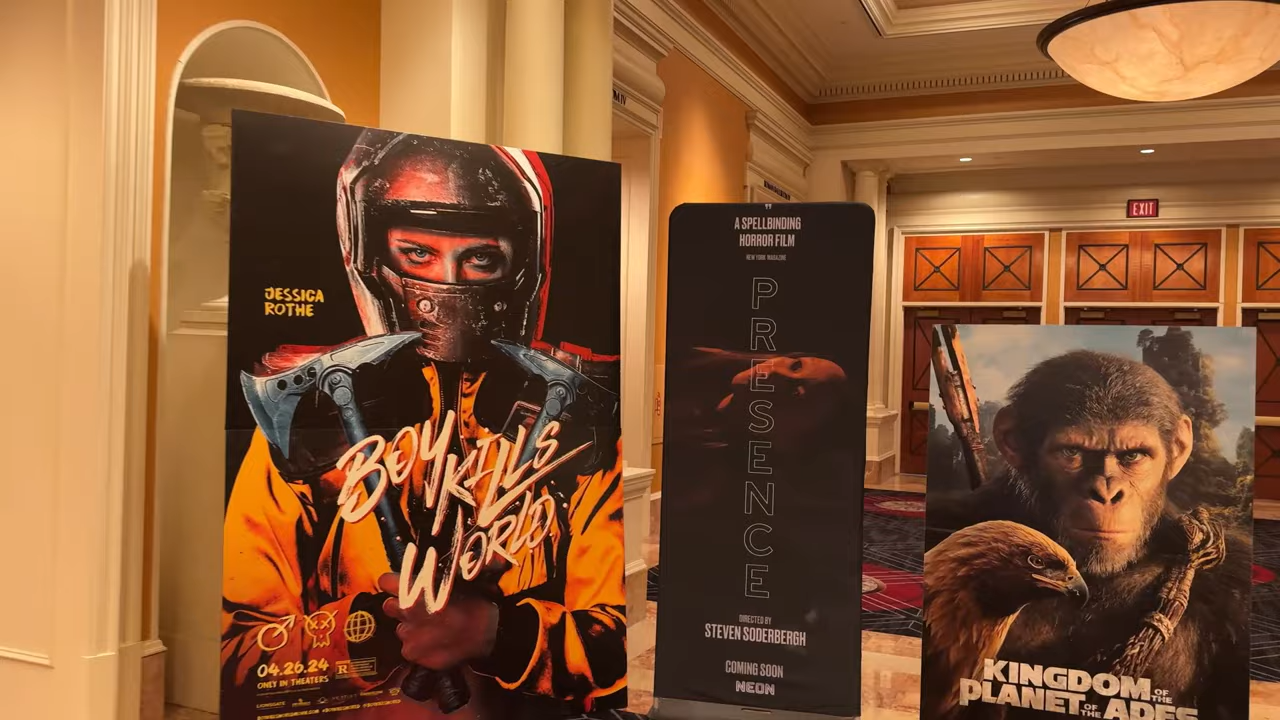 JESSICA
ROTHE
BOY
KILLS
WORLD
04.26.24
ONLY IN THEATERS
R
LIONSGATE
"
A SPELLBINDING
HORROR FILM
NEW YORK MAGAZINE
PRESENCE
DIRECTED BY
STEVEN SODERBERGH
COMING SOON
NEON
EXIT
KINGDOM OF THE
PLANET OF THE APES